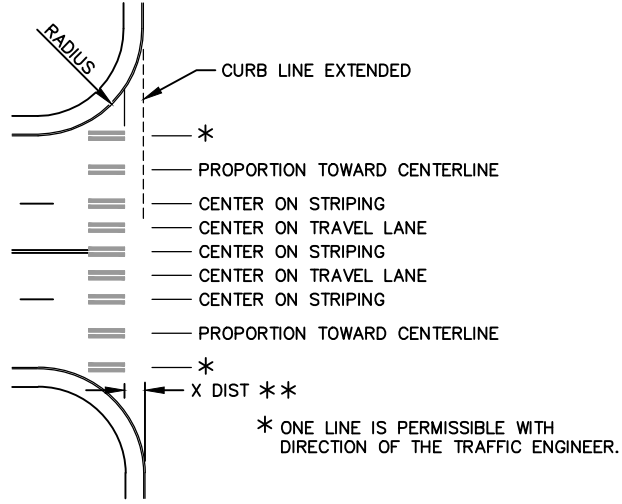 RADIUS
CURB LINE EXTENDED
*
PROPORTION TOWARD CENTERLINE
CENTER ON STRIPING
CENTER ON TRAVEL LANE
CENTER ON STRIPING
CENTER ON TRAVEL LANE
CENTER ON STRIPING
PROPORTION TOWARD CENTERLINE
*
X DIST **
* ONE LINE IS PERMISSIBLE WITH
DIRECTION OF THE TRAFFIC ENGINEER.